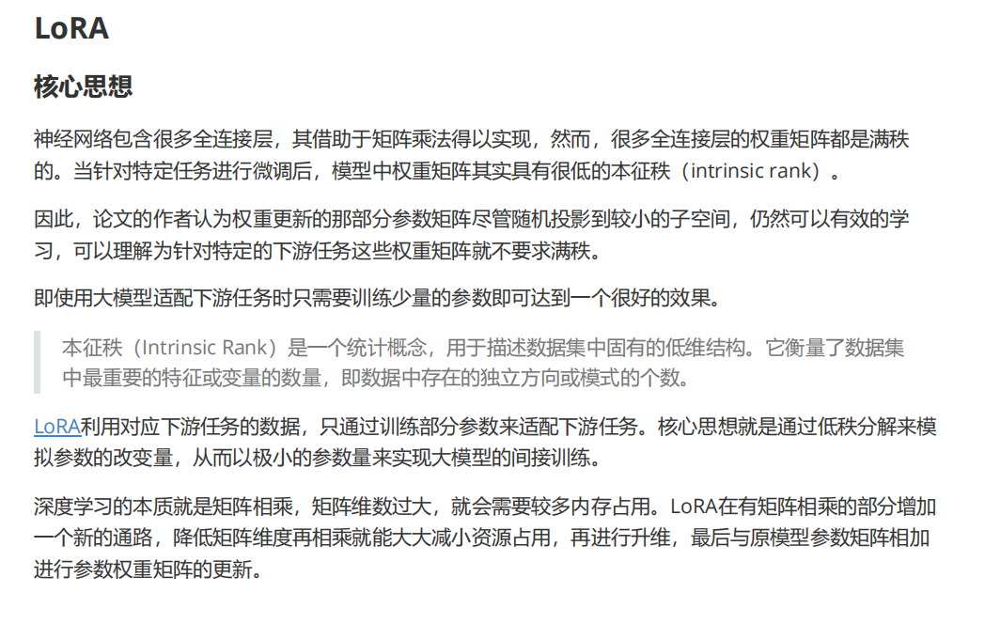 LoRA
核心思想
神经网络包含很多全连接层，其借助于矩阵乘法得以实现，然而，很多全连接层的权重矩阵都是满秩
的。当针对特定任务进行微调后，模型中权重矩阵其实具有很低的本征秩（intrinsic rank）。
因此，论文的作者认为权重更新的那部分参数矩阵尽管随机投影到较小的子空间，仍然可以有效的学
习，可以理解为针对特定的下游任务这些权重矩阵就不要求满秩。
即使用大模型适配下游任务时只需要训练少量的参数即可达到一个很好的效果。
本征秩（Intrinsic Rank）是一个统计概念，用于描述数据集中固有的低维结构。它衡量了数据集
中最重要的特征或变量的数量，即数据中存在的独立方向或模式的个数。
LoRA利用对应下游任务的数据，只通过训练部分参数来适配下游任务。核心思想就是通过低秩分解来模
拟参数的改变量，从而以极小的参数量来实现大模型的间接训练。
深度学习的本质就是矩阵相乘，矩阵维数过大，就会需要较多内存占用。LoRA在有矩阵相乘的部分增加
一个新的通路，降低矩阵维度再相乘就能大大减小资源占用，再进行升维，最后与原模型参数矩阵相加
进行参数权重矩阵的更新。